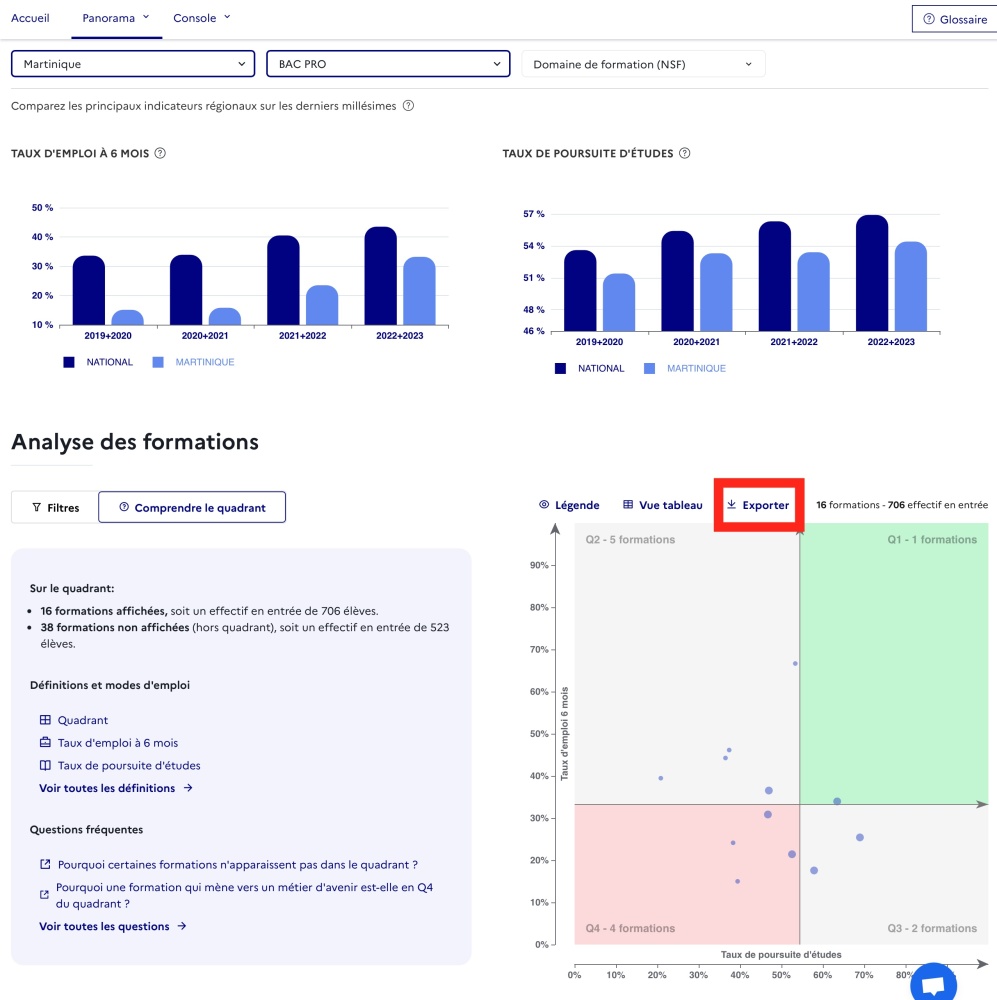 Accueil
Panorama
Console
Glossaire
Martinique
BAC PRO
Domaine de formation (NSF)
Comparez les principaux indicateurs régionaux sur les derniers millésimes
TAUX D'EMPLOI À 6 MOIS
50 %
40 %
30 %
20 %
10 %
2019+2020
2020+2021
2021+2022
2022+2023
NATIONAL
MARTINIQUE
TAUX DE POURSUITE D'ÉTUDES
57 %
54 %
51 %
48 %
46 %
2019+2020
2020+2021
2021+2022
2022+2023
NATIONAL
MARTINIQUE
Analyse des formations
Filtres
Comprendre le quadrant
Sur le quadrant:
• 16 formations affichées, soit un effectif en entrée de 706 élèves.
• 38 formations non affichées (hors quadrant), soit un effectif en entrée de 523
élèves.
Définitions et modes d'emploi
Quadrant
Taux d'emploi à 6 mois
Taux de poursuite d'études
Voir toutes les définitions
Questions fréquentes
Pourquoi certaines formations n'apparaissent pas dans le quadrant ?
Pourquoi une formation qui mène vers un métier d'avenir est-elle en Q4
du quadrant ?
Voir toutes les questions
Légende
Vue tableau
Exporter
16 formations - 706 effectif en entrée
Q2 - 5 formations
Q1 - 1 formations
90%
80%
70%
60%
50%
40%
30%
20%
10%
0%
Taux d'emploi 6 mois
Q4 - 4 formations
Q3 - 2 formations
Taux de poursuite d'études
0%
10%
20%
30%
40%
50%
60%
70%
80